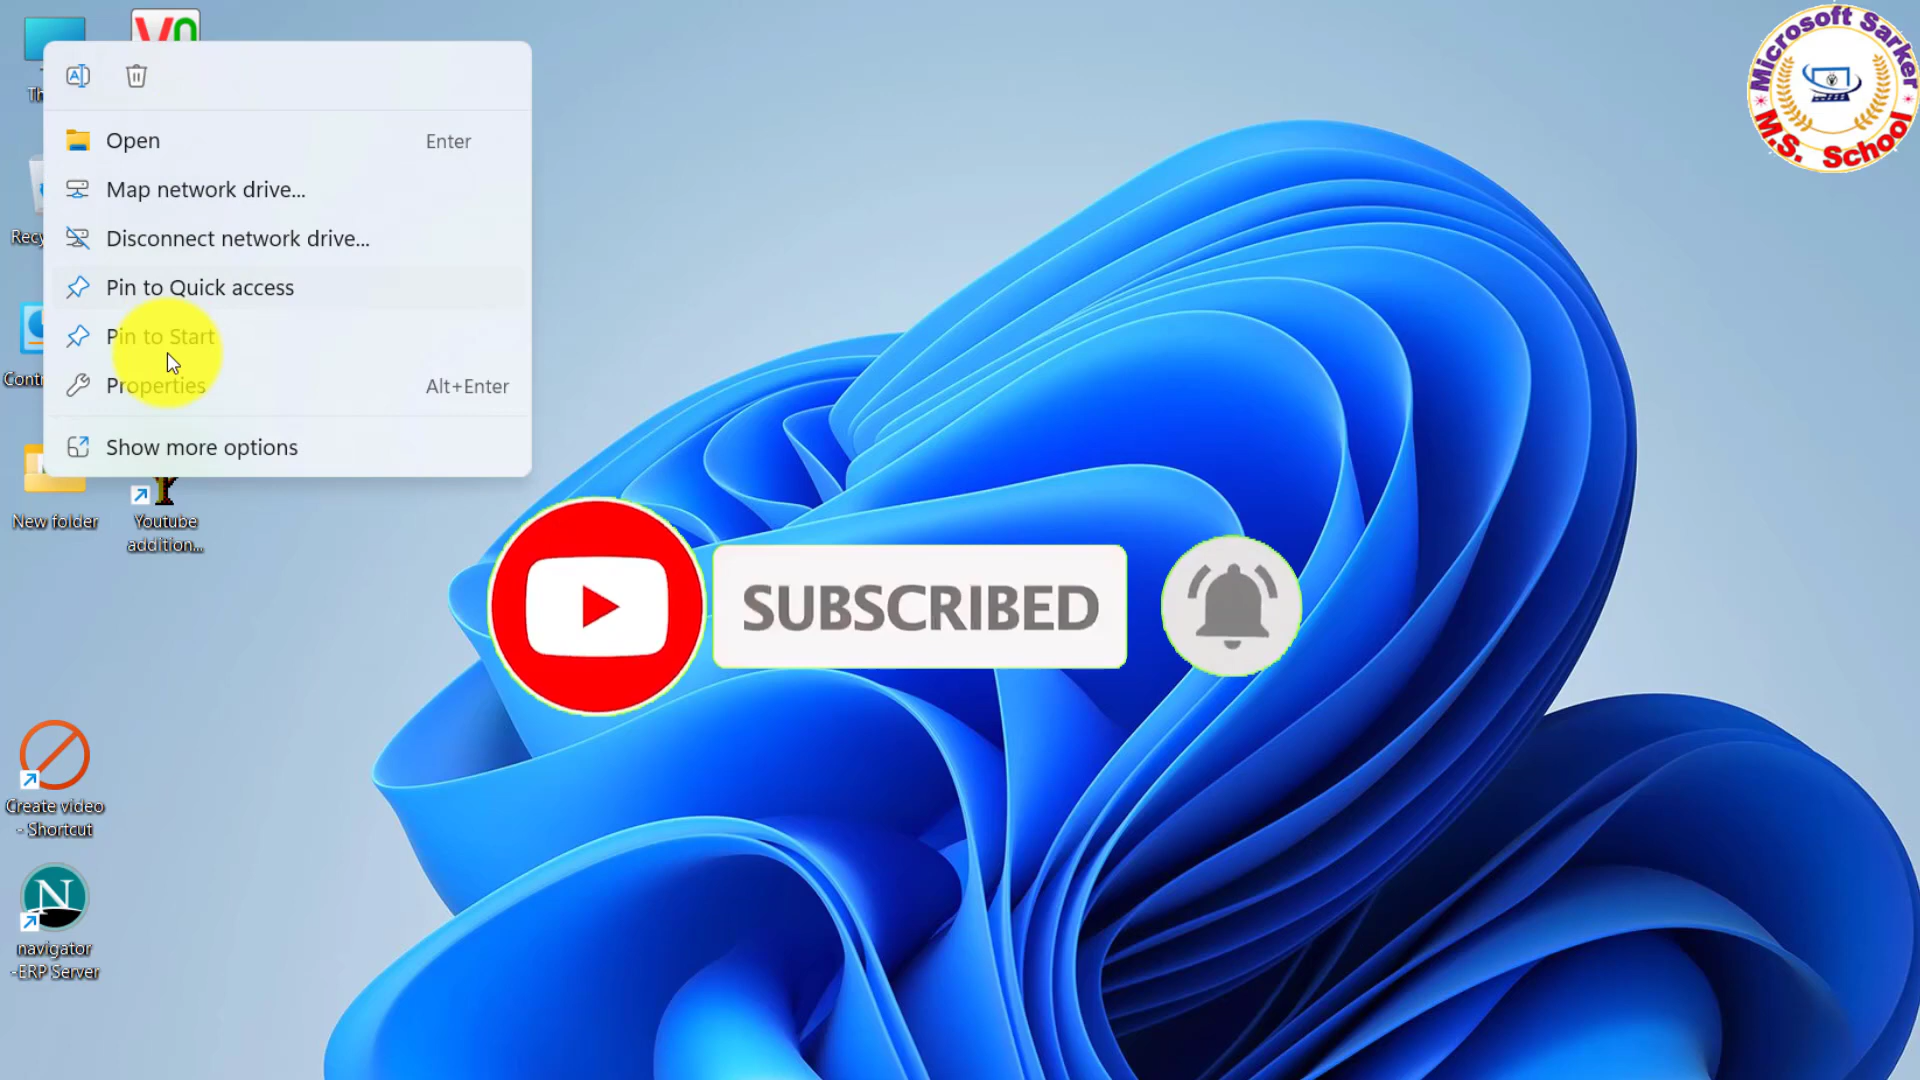 Open Enter
Map network drive...
Disconnect network drive...
Pin to Quick access
Pin to Start
Properties Alt+Enter
Show more options
New folder
Youtube
addition...
SUBSCRIBED
Create video
- Shortcut
N
navigator
-ERP Server
Microsoft Sarker
M.S. School